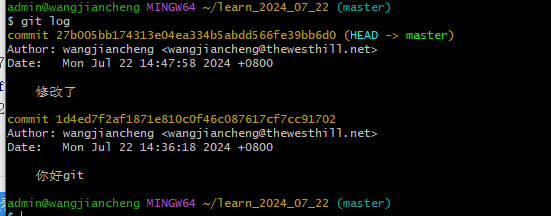 admin@wangjiancheng MINGW64 ~/learn_2024_07_22 (master)
$ git log
commit 27b005bb174313e04ea334b5abdd566fe39bb6d0 (HEAD -> master)
Author: wangjiancheng <wangjiancheng@thewesthill.net>
Date:   Mon Jul 22 14:47:58 2024 +0800
修改了
commit 1d4ed7f2af1871e810c0f46c087617cf7cc91702
Author: wangjiancheng <wangjiancheng@thewesthill.net>
Date:   Mon Jul 22 14:36:18 2024 +0800
你好git
admin@wangjiancheng MINGW64 ~/learn_2024_07_22 (master)
$